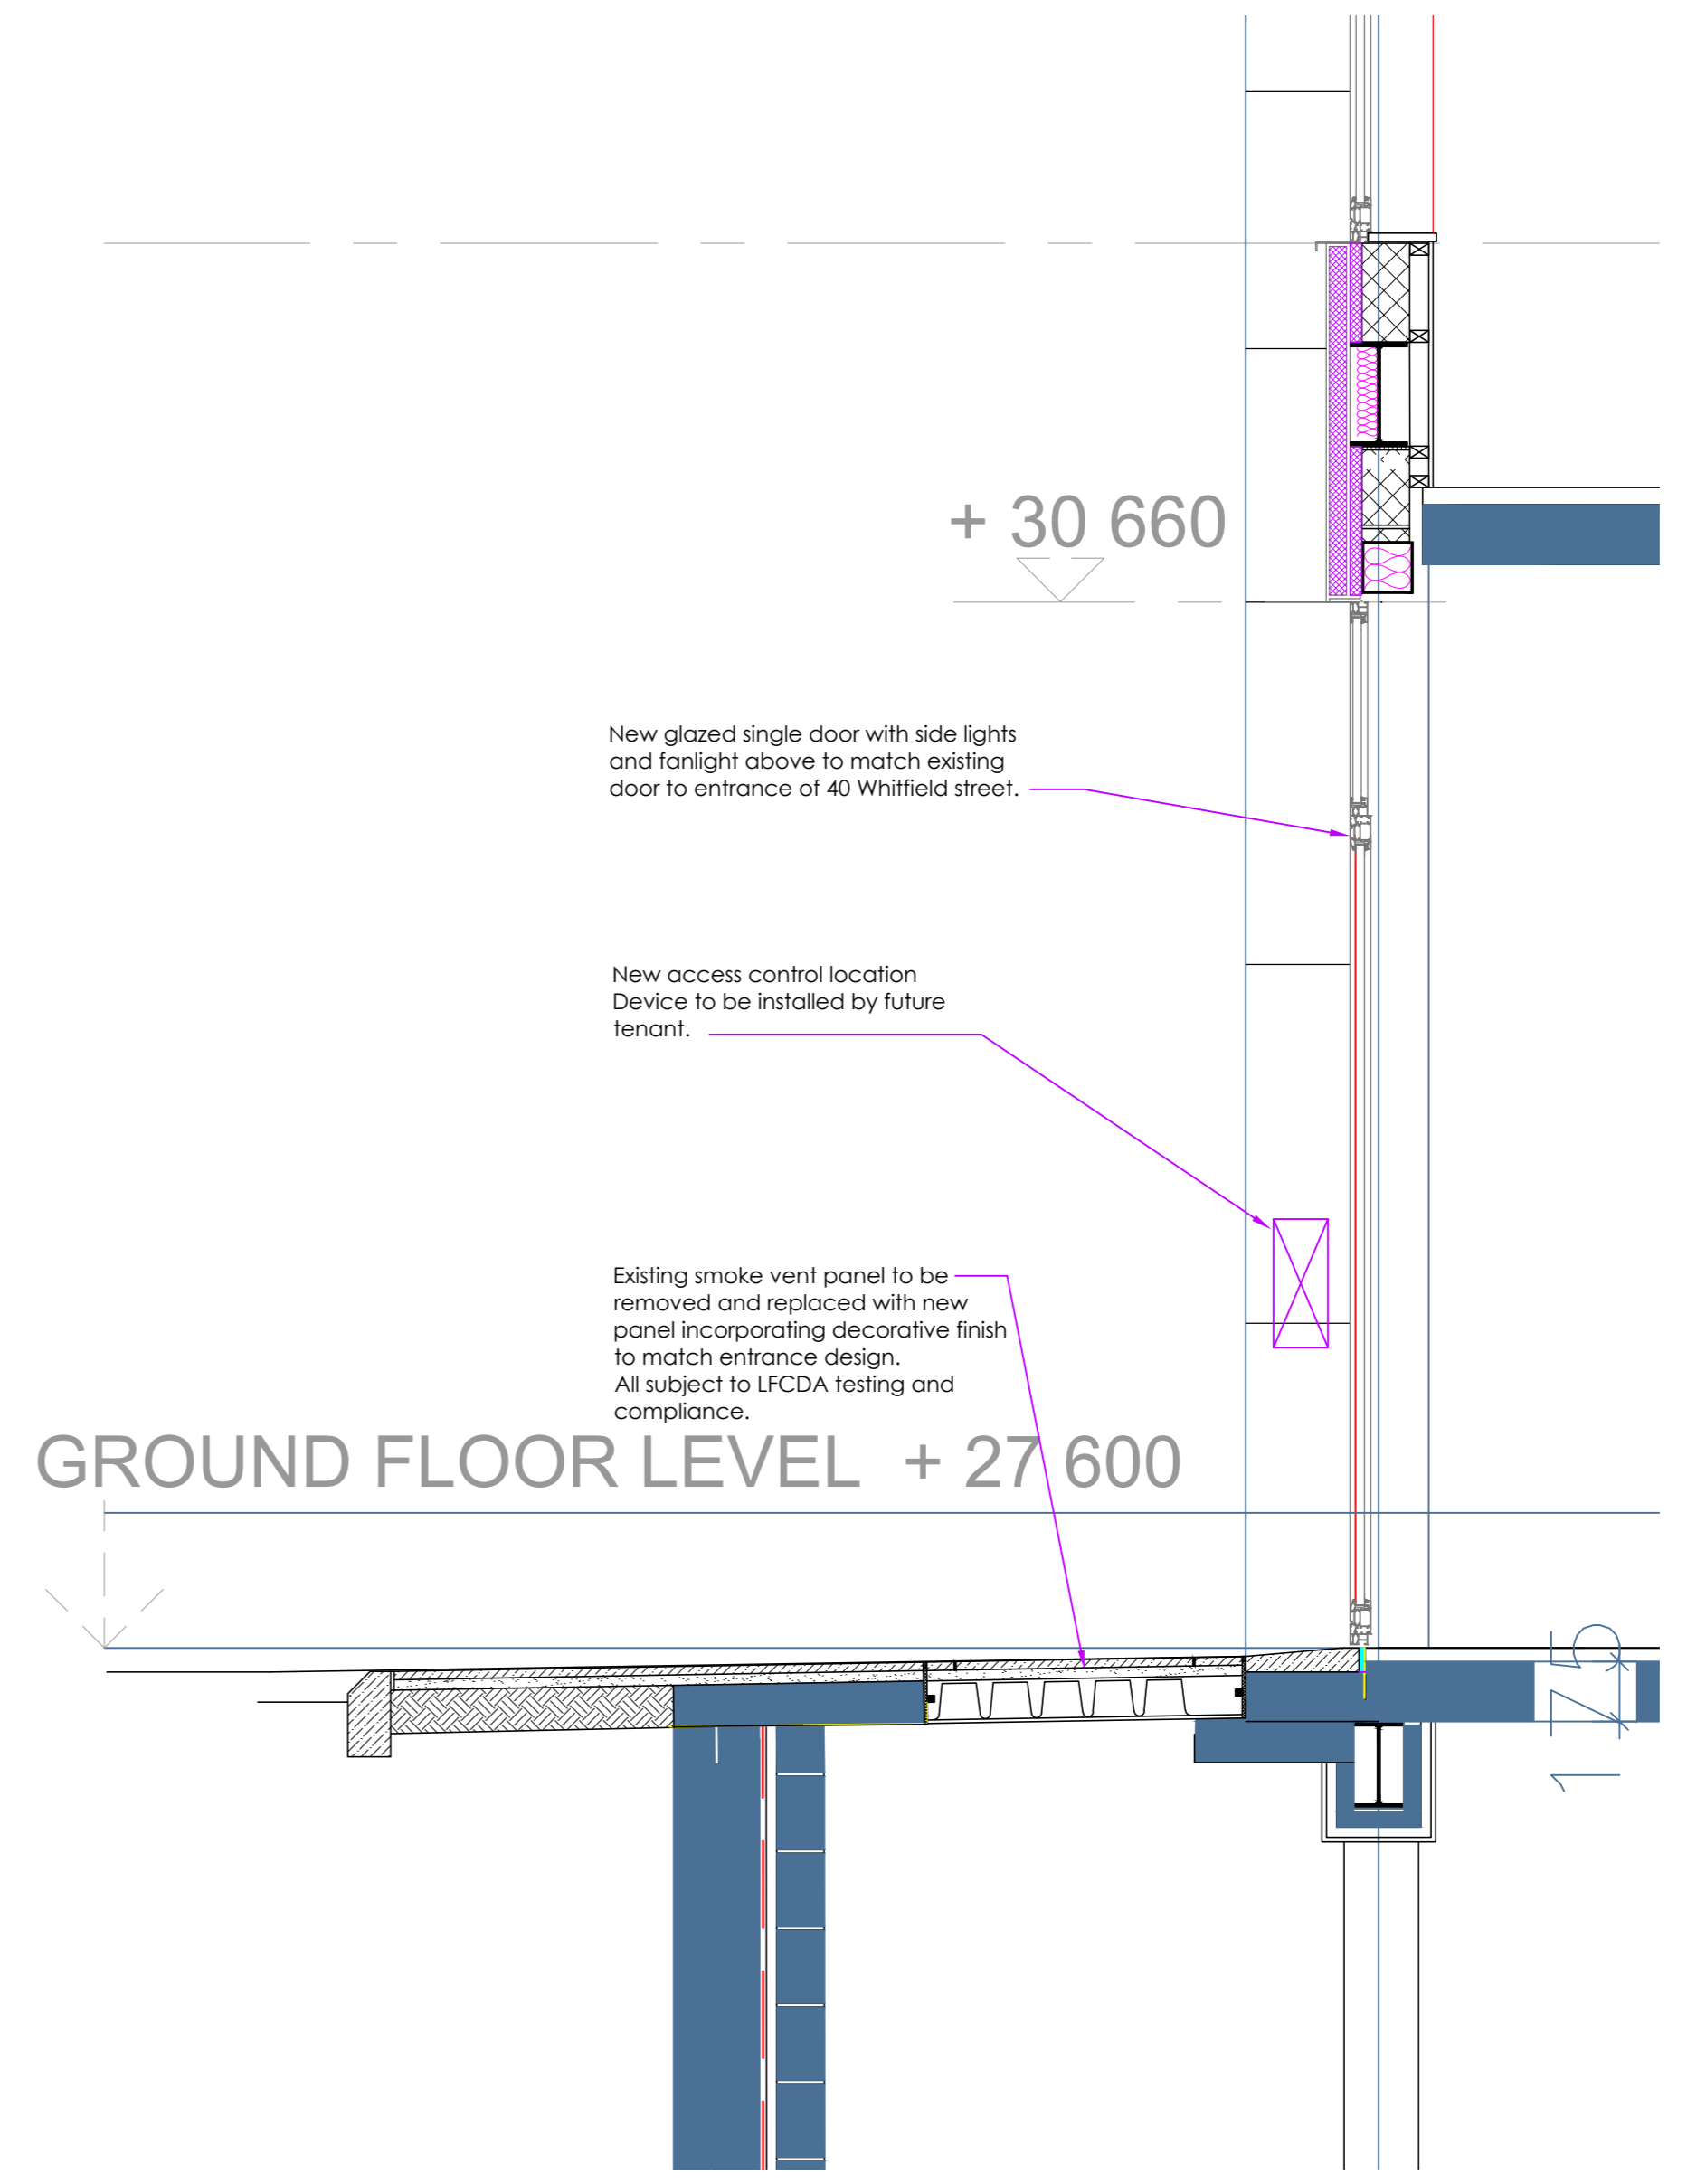 + 30 660
New glazed single door with side lights
and fanlight above to match existing
door to entrance of 40 Whitfield street.
New access control location
Device to be installed by future
tenant.
Existing smoke vent panel to be
removed and replaced with new
panel incorporating decorative finish
to match entrance design.
All subject to LFCDA testing and
compliance.
GROUND FLOOR LEVEL + 27 600
175